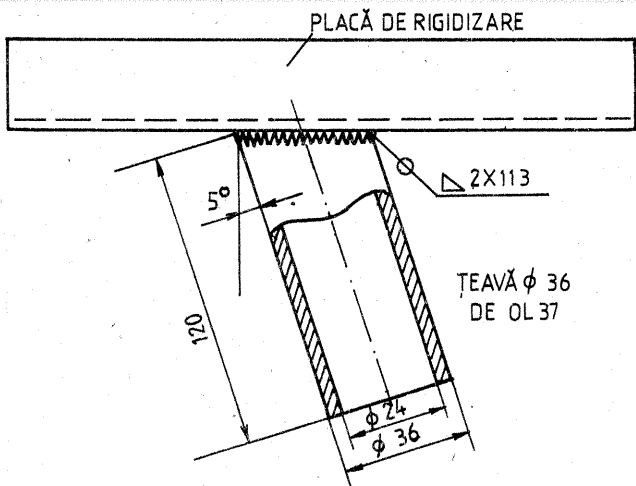 PLACĂ DE RIGIDIZARE
2X113
5°
ȚEAVĂ ϕ 36
DE OL 37
120
ϕ 24
ϕ 36